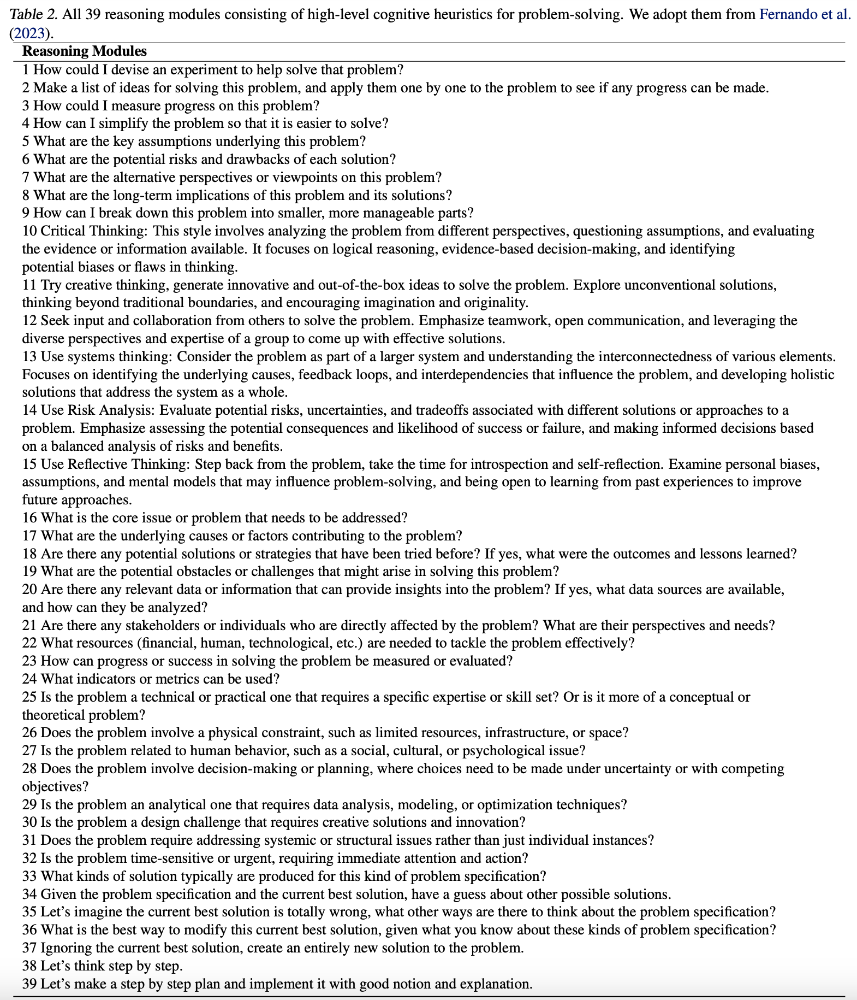 Table 2. All 39 reasoning modules consisting of high-level cognitive heuristics for problem-solving. We adopt them from Fernando et al.
(2023).
Reasoning Modules
1 How could I devise an experiment to help solve that problem?
2 Make a list of ideas for solving this problem, and apply them one by one to the problem to see if any progress can be made.
3 How could I measure progress on this problem?
4 How can I simplify the problem so that it is easier to solve?
5 What are the key assumptions underlying this problem?
6 What are the potential risks and drawbacks of each solution?
7 What are the alternative perspectives or viewpoints on this problem?
8 What are the long-term implications of this problem and its solutions?
9 How can I break down this problem into smaller, more manageable parts?
10 Critical Thinking: This style involves analyzing the problem from different perspectives, questioning assumptions, and evaluating
the evidence or information available. It focuses on logical reasoning, evidence-based decision-making, and identifying
potential biases or flaws in thinking.
11 Try creative thinking, generate innovative and out-of-the-box ideas to solve the problem. Explore unconventional solutions,
thinking beyond traditional boundaries, and encouraging imagination and originality.
12 Seek input and collaboration from others to solve the problem. Emphasize teamwork, open communication, and leveraging the
diverse perspectives and expertise of a group to come up with effective solutions.
13 Use systems thinking: Consider the problem as part of a larger system and understanding the interconnectedness of various elements.
Focuses on identifying the underlying causes, feedback loops, and interdependencies that influence the problem, and developing holistic
solutions that address the system as a whole.
14 Use Risk Analysis: Evaluate potential risks, uncertainties, and tradeoffs associated with different solutions or approaches to a
problem. Emphasize assessing the potential consequences and likelihood of success or failure, and making informed decisions based
on a balanced analysis of risks and benefits.
15 Use Reflective Thinking: Step back from the problem, take the time for introspection and self-reflection. Examine personal biases,
assumptions, and mental models that may influence problem-solving, and being open to learning from past experiences to improve
future approaches.
16 What is the core issue or problem that needs to be addressed?
17 What are the underlying causes or factors contributing to the problem?
18 Are there any potential solutions or strategies that have been tried before? If yes, what were the outcomes and lessons learned?
19 What are the potential obstacles or challenges that might arise in solving this problem?
20 Are there any relevant data or information that can provide insights into the problem? If yes, what data sources are available,
and how can they be analyzed?
21 Are there any stakeholders or individuals who are directly affected by the problem? What are their perspectives and needs?
22 What resources (financial, human, technological, etc.) are needed to tackle the problem effectively?
23 How can progress or success in solving the problem be measured or evaluated?
24 What indicators or metrics can be used?
25 Is the problem a technical or practical one that requires a specific expertise or skill set? Or is it more of a conceptual or
theoretical problem?
26 Does the problem involve a physical constraint, such as limited resources, infrastructure, or space?
27 Is the problem related to human behavior, such as a social, cultural, or psychological issue?
28 Does the problem involve decision-making or planning, where choices need to be made under uncertainty or with competing
objectives?
29 Is the problem an analytical one that requires data analysis, modeling, or optimization techniques?
30 Is the problem a design challenge that requires creative solutions and innovation?
31 Does the problem require addressing systemic or structural issues rather than just individual instances?
32 Is the problem time-sensitive or urgent, requiring immediate attention and action?
33 What kinds of solution typically are produced for this kind of problem specification?
34 Given the problem specification and the current best solution, have a guess about other possible solutions.
35 Let’s imagine the current best solution is totally wrong, what other ways are there to think about the problem specification?
36 What is the best way to modify this current best solution, given what you know about these kinds of problem specification?
37 Ignoring the current best solution, create an entirely new solution to the problem.
38 Let’s think step by step.
39 Let’s make a step by step plan and implement it with good notion and explanation.